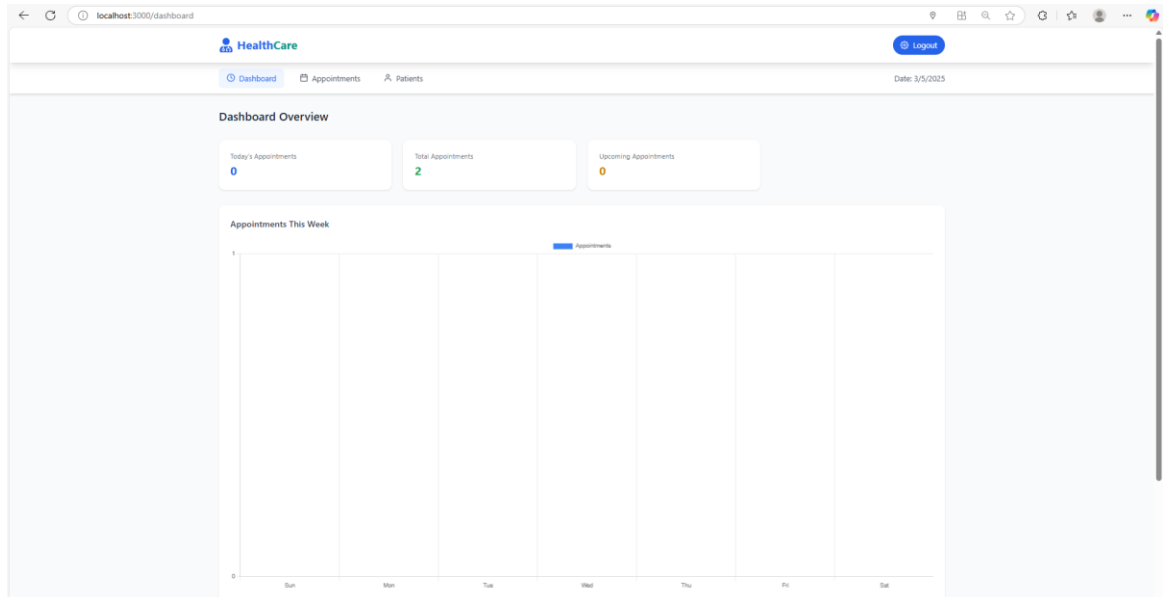 localhost:3000/dashboard
HealthCare
Logout
Dashboard Appointments Patients Date: 3/5/2025
Dashboard Overview
Today's Appointments Total Appointments Upcoming Appointments
0 2 0
Appointments This Week
Appointments
1
0
Sun Mon Tue Wed Thu Fri Sat